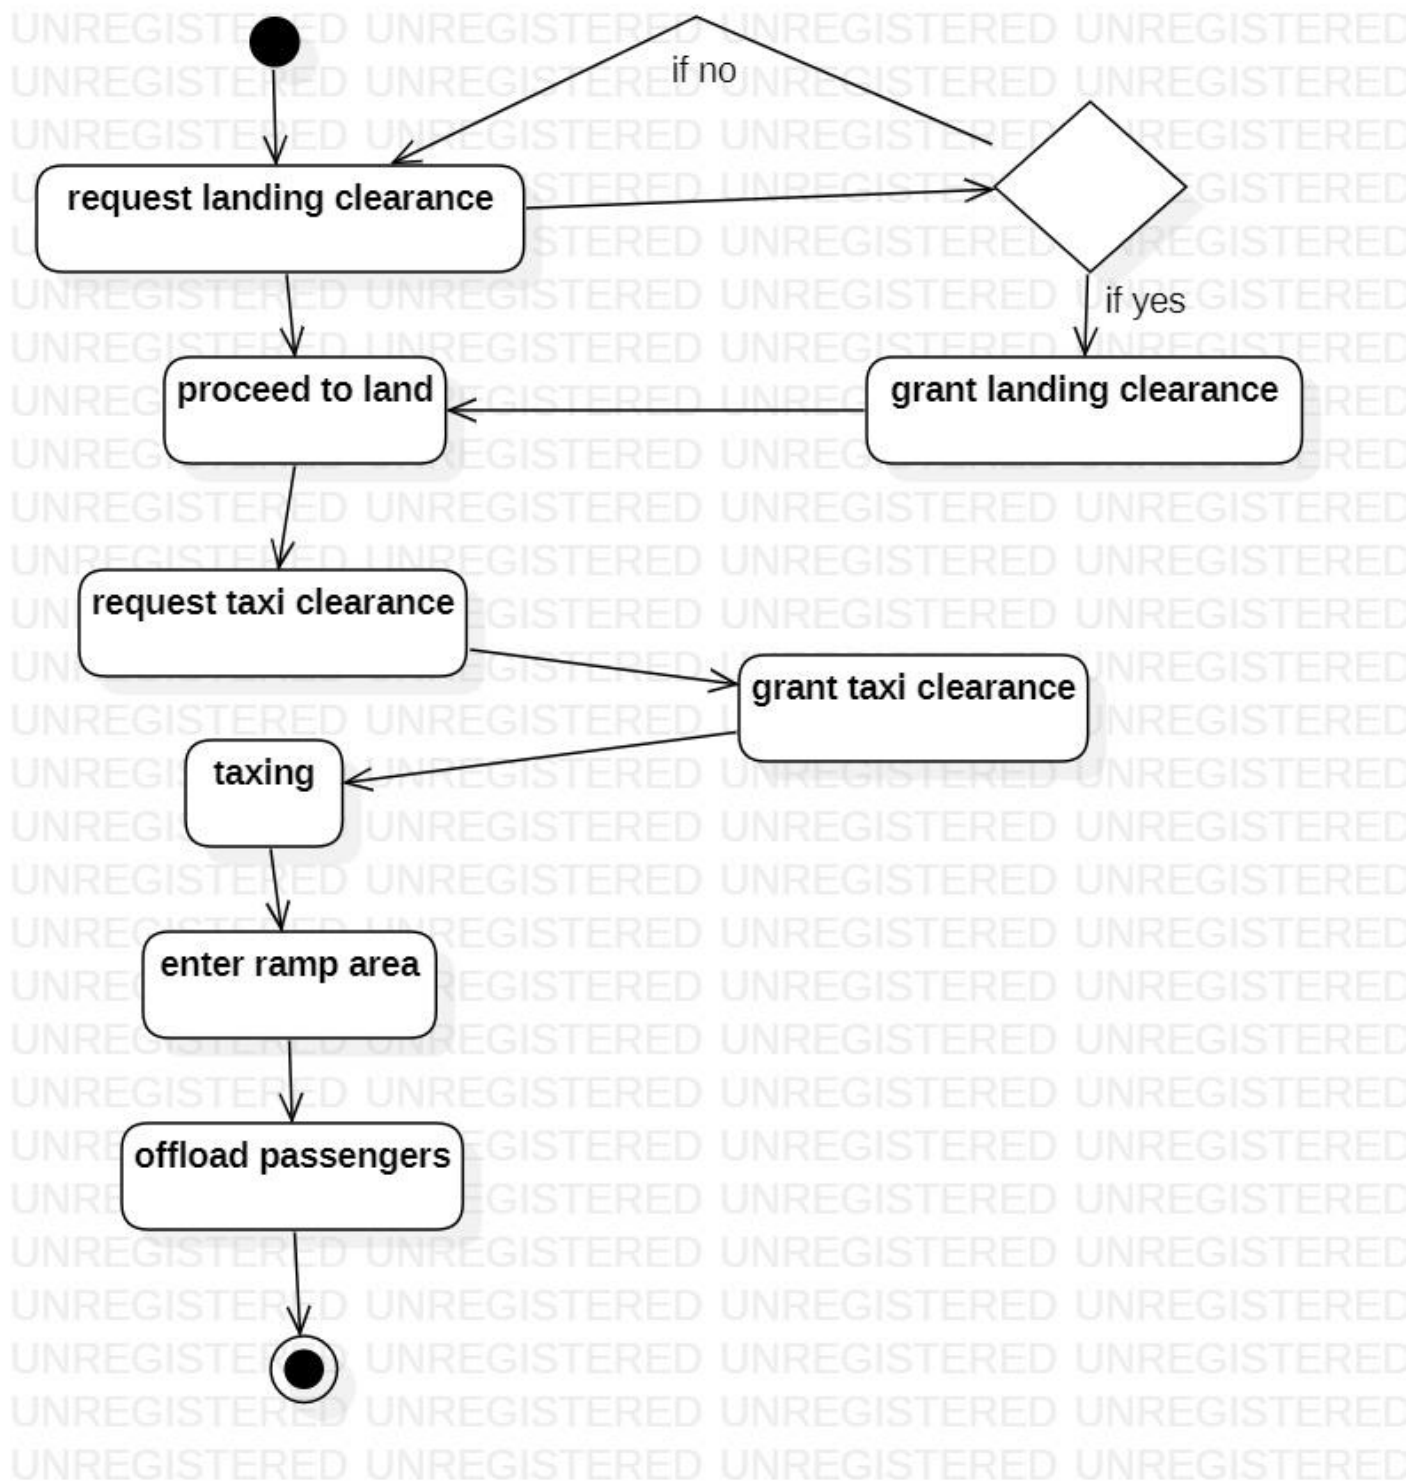 if no
request landing clearance
if yes
proceed to land
grant landing clearance
request taxi clearance
grant taxi clearance
taxing
enter ramp area
offload passengers
UNREGISTERED